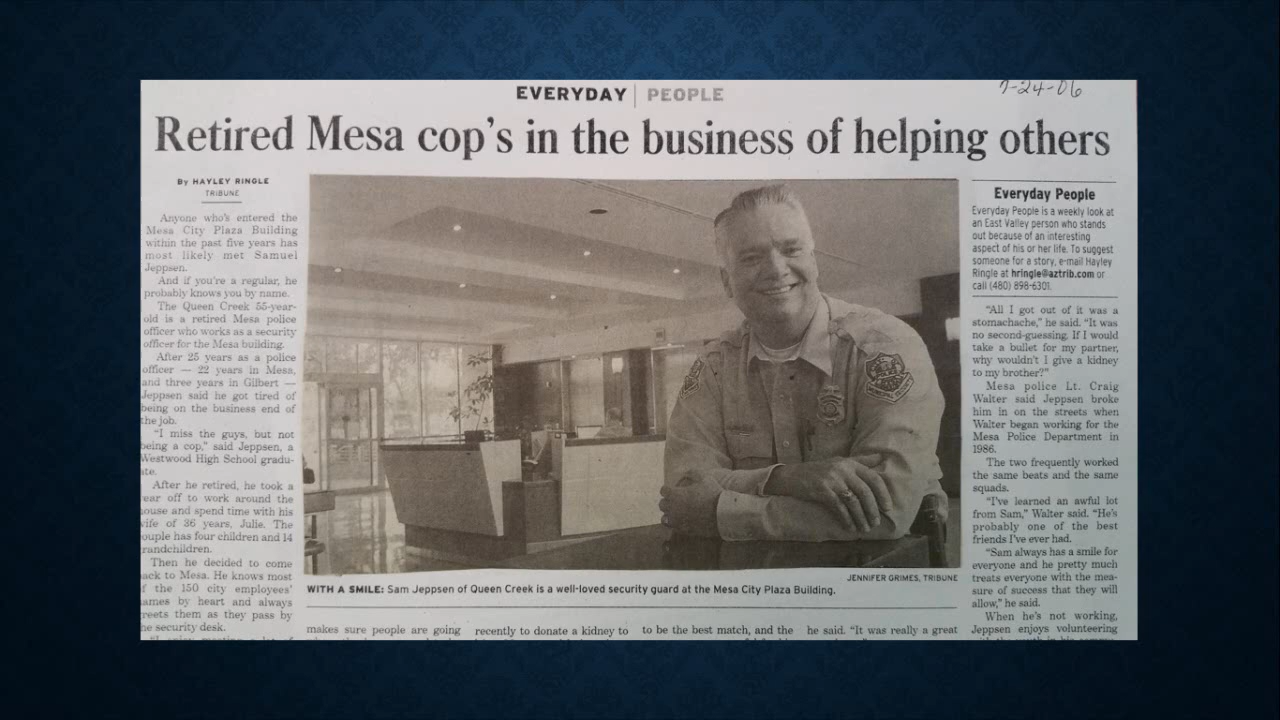 EVERYDAY | PEOPLE
7-24-06
Retired Mesa cop's in the business of helping others
By HAYLEY RINGLE
TRIBUNE
Anyone who's entered the
Mesa City Plaza Building
within the past five years has
most likely met Samuel
Jeppsen.
And if you're a regular, he
probably knows you by name.
The Queen Creek 55-year-
old is a retired Mesa police
officer who works as a security
officer for the Mesa building.
After 25 years as a police
officer — 22 years in Mesa,
and three years in Gilbert —
Jeppsen said he got tired of
being on the business end of
the job.
"I miss the guys, but not
being a cop," said Jeppsen, a
Westwood High School gradu-
ate.
After he retired, he took a
year off to work around the
house and spend time with his
wife of 36 years, Julie. The
ouple has four children and 14
randchildren.
Then he decided to come
ack to Mesa. He knows most
f the 150 city employees'
ames by heart and always
reets them as they pass by
he security desk.
JENNIFER GRIMES, TRIBUNE
WITH A SMILE: Sam Jeppsen of Queen Creek is a well-loved security guard at the Mesa City Plaza Building.
makes sure people are going
recently to donate a kidney to
to be the best match, and the
he said. "It was really a great
Everyday People
Everyday People is a weekly look at
an East Valley person who stands
out because of an interesting
aspect of his or her life. To suggest
someone for a story, e-mail Hayley
Ringle at hringle@aztrib.com or
call (480) 898-6301.
"All I got out of it was a
stomachache," he said. "It was
no second-guessing. If I would
take a bullet for my partner,
why wouldn't I give a kidney
to my brother?"
Mesa police Lt. Craig
Walter said Jeppsen broke
him in on the streets when
Walter began working for the
Mesa Police Department in
1986.
The two frequently worked
the same beats and the same
squads.
"I've learned an awful lot
from Sam," Walter said. "He's
probably one of the best
friends I've ever had.
"Sam always has a smile for
everyone and he pretty much
treats everyone with the mea-
sure of success that they will
allow," he said.
When he's not working,
Jeppsen enjoys volunteering